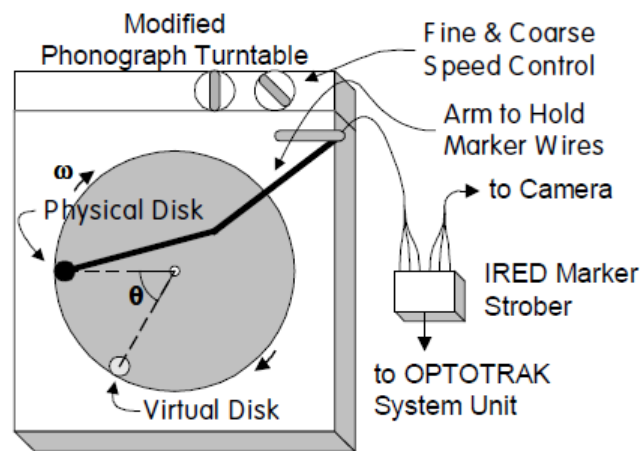 Modified
Phonograph Turntable
Fine & Coarse
Speed Control
Arm to Hold
Marker Wires
ω
to Camera
Physical Disk
IRED Marker
Strober
θ
to OPTOTRAK
System Unit
Virtual Disk